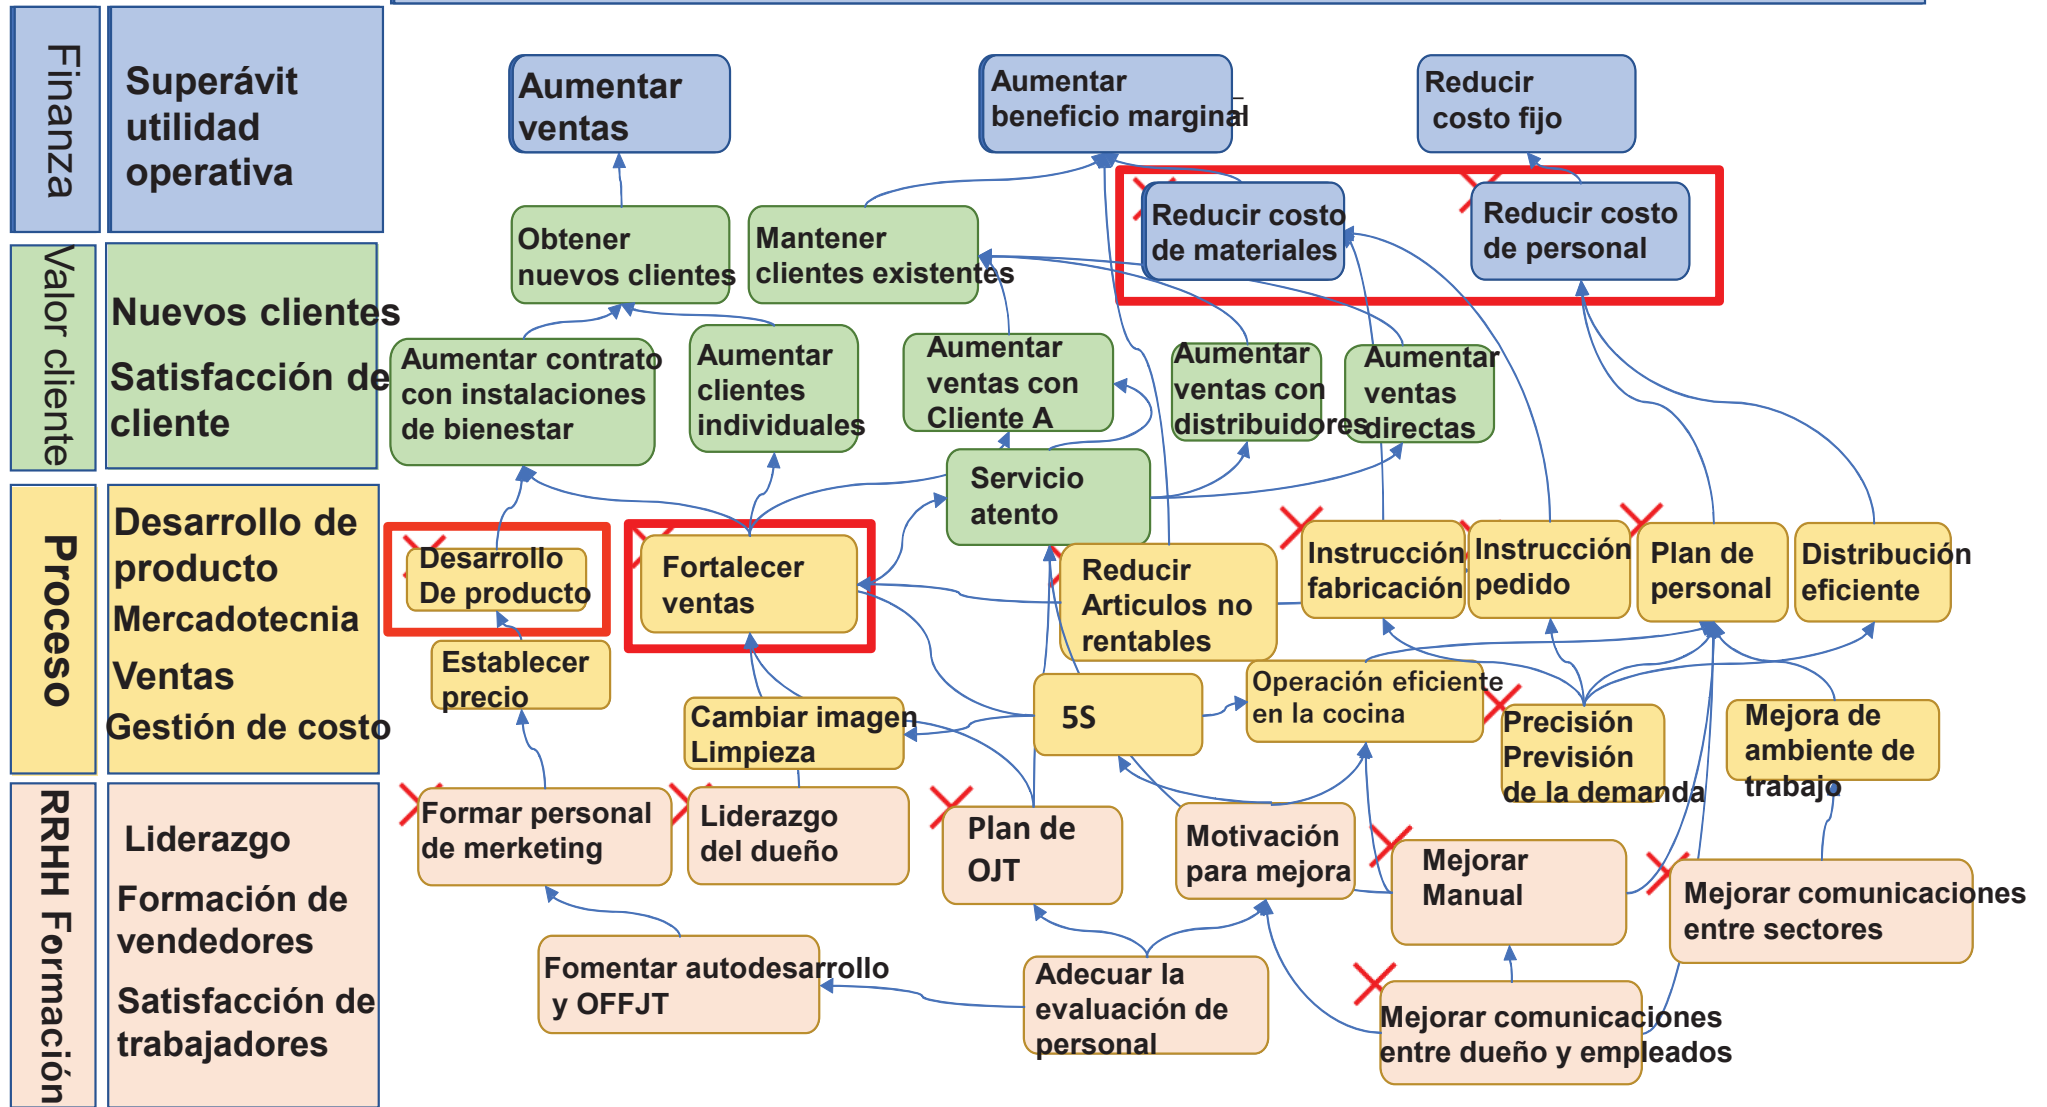 Finanza
Superávit
utilidad
operativa
Aumentar
ventas
Aumentar
beneficio marginal
Reducir
costo fijo
Reducir costo
de materiales
Reducir costo
de personal
Valor cliente
Nuevos clientes
Satisfacción de
cliente
Obtener
nuevos clientes
Mantener
clientes existentes
Aumentar contrato
con instalaciones
de bienestar
Aumentar
clientes
individuales
Aumentar
ventas con
Cliente A
Aumentar
ventas con
distribuidores
Aumentar
ventas
directas
Servicio
atento
Proceso
Desarrollo de
producto
Mercadotecnia
Ventas
Gestión de costo
Desarrollo
De producto
Fortalecer
ventas
Reducir
Articulos no
rentables
Instrucción
fabricación
Instrucción
pedido
Plan de
personal
Distribución
eficiente
Establecer
precio
Cambiar imagen
Limpieza
5S
Operación eficiente
en la cocina
Precisión
Previsión
de la demanda
Mejora de
ambiente de
trabajo
RRHH Formación
Liderazgo
Formación de
vendedores
Satisfacción de
trabajadores
Formar personal
de merketing
Liderazgo
del dueño
Plan de
OJT
Motivación
para mejora
Mejorar
Manual
Mejorar comunicaciones
entre sectores
Fomentar autodesarrollo
y OFFJT
Adecuar la
evaluación de
personal
Mejorar comunicaciones
entre dueño y empleados